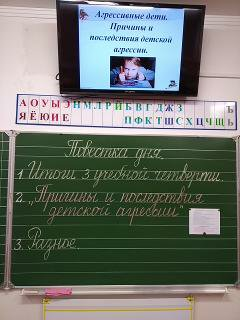 Агрессивные дети.
Причины и
последствия детской
агрессии.
А О У Ы Э Н М Л Р Й Б В Г Д Ж З Ь
Я Ё Ю И Е П Ф К Т Ш С Х Ц Ч Щ Ъ
Повестка дня.
1. Итоги 3 учебной четверти.
2. „Причины и последствия
детской агрессии"
3. Разное.